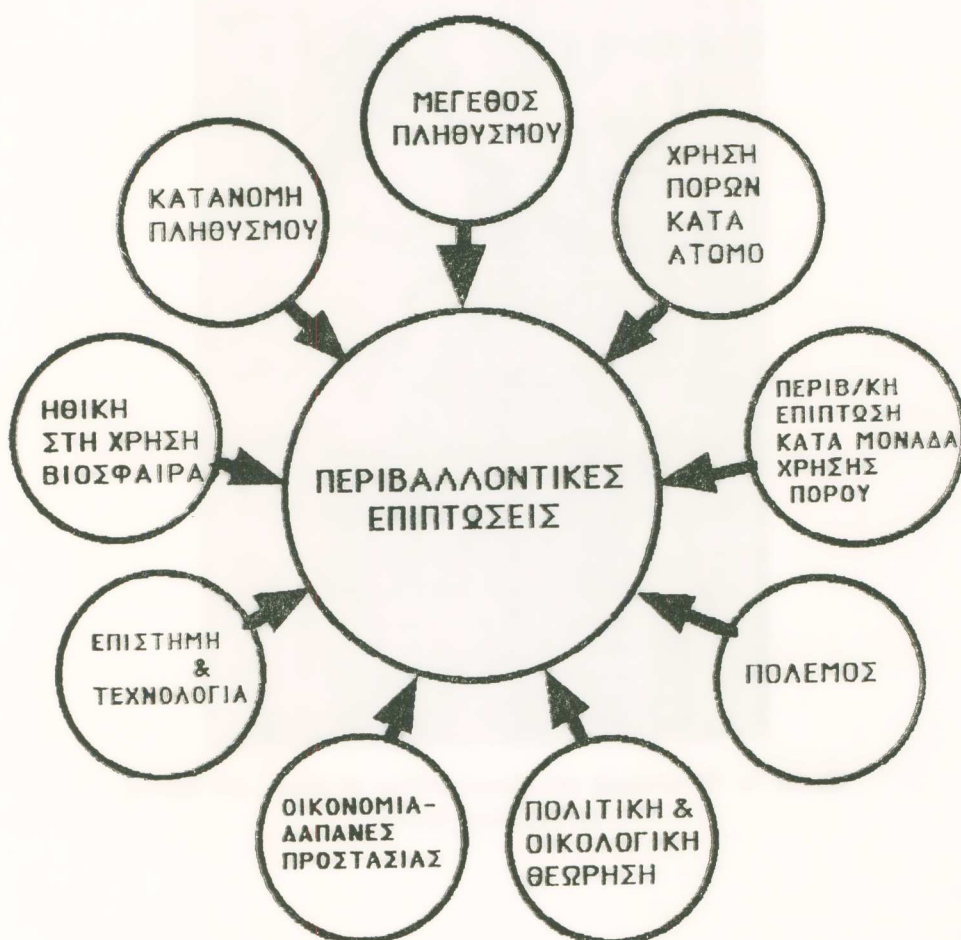 ΜΕΓΕΘΟΣ
ΠΛΗΘΥΣΜΟΥ
ΧΡΗΣΗ
ΠΟΡΩΝ
ΚΑΤΑ
ΑΤΟΜΟ
ΠΕΡΙΒ/ΚΗ
ΕΠΙΠΤΩΣΗ
ΚΑΤΑ ΜΟΝΑΔΑ
ΧΡΗΣΗΣ
ΠΟΡΟΥ
ΠΟΛΕΜΟΣ
ΠΟΛΙΤΙΚΗ &
ΟΙΚΟΛΟΓΙΚΗ
ΘΕΩΡΗΣΗ
ΟΙΚΟΝΟΜΙΑ-
ΔΑΠΑΝΕΣ
ΠΡΟΣΤΑΣΙΑΣ
ΕΠΙΣΤΗΜΗ
&
ΤΕΧΝΟΛΟΓΙΑ
ΗΘΙΚΗ
ΣΤΗ ΧΡΗΣΗ
ΒΙΟΣΦΑΙΡΑ
ΚΑΤΑΝΟΜΗ
ΠΛΗΘΥΣΜΟΥ
ΠΕΡΙΒΑΛΛΟΝΤΙΚΕΣ
ΕΠΙΠΤΩΣΕΙΣ